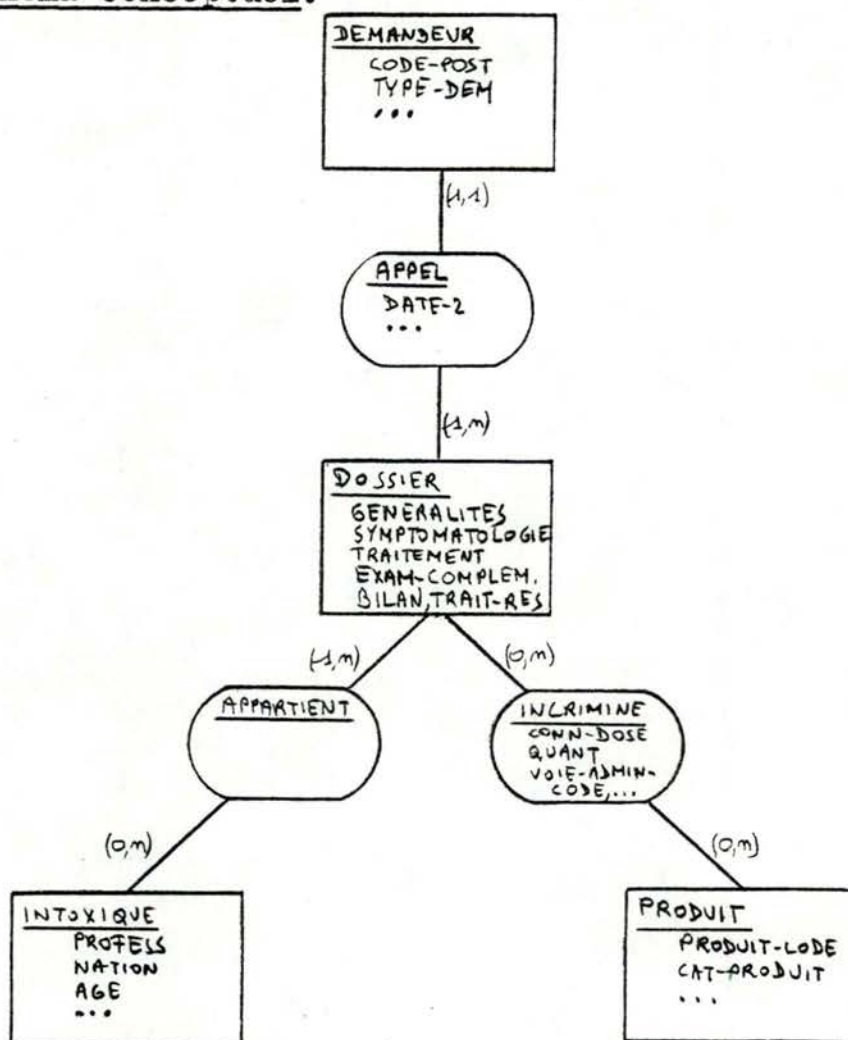 conceptuel.
DEMANDEUR
CODE-POST
TYPE-DEM
...
(1,1)
APPEL
DATE-2
...
(1,n)
DOSSIER
GENERALITES
SYMPTOMATOLOGIE
TRAITEMENT
EXAM-COMPLEM.
BILAN,TRAIT-RES
(1,n)
(0,n)
APPARTIENT
INCRIMINE
CONN-DOSE
QUANT
VOIE-ADMIN-
CODE,...
(0,n)
(0,n)
INTOXIQUE
PROFESS
NATION
AGE
...
PRODUIT
PRODUIT-CODE
CAT-PRODUIT
...